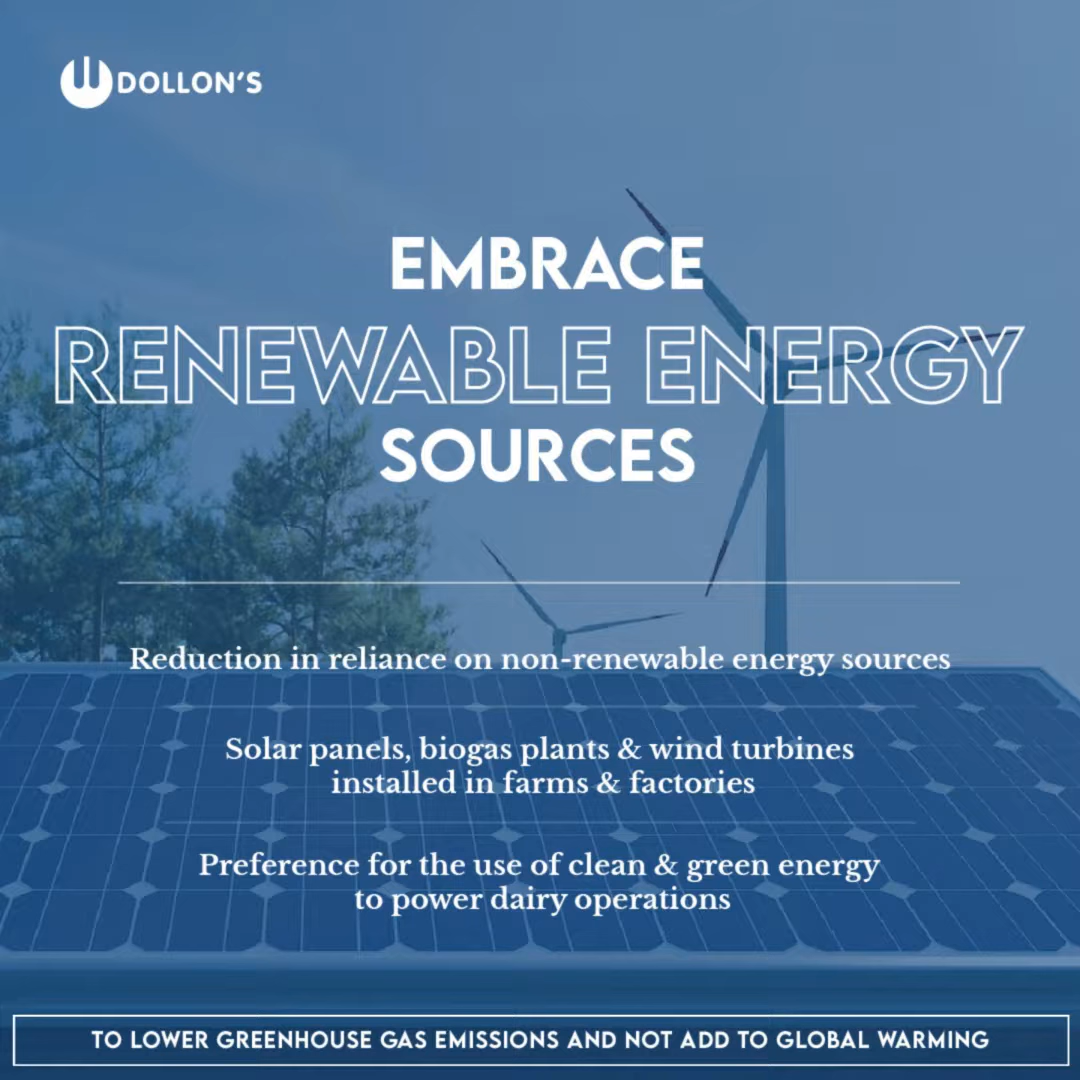 DOLLON'S
EMBRACE
RENEWABLE ENERGY
SOURCES
Reduction in reliance on non-renewable energy sources
Solar panels, biogas plants & wind turbines
installed in farms & factories
Preference for the use of clean & green energy
to power dairy operations
TO LOWER GREENHOUSE GAS EMISSIONS AND NOT ADD TO GLOBAL WARMING